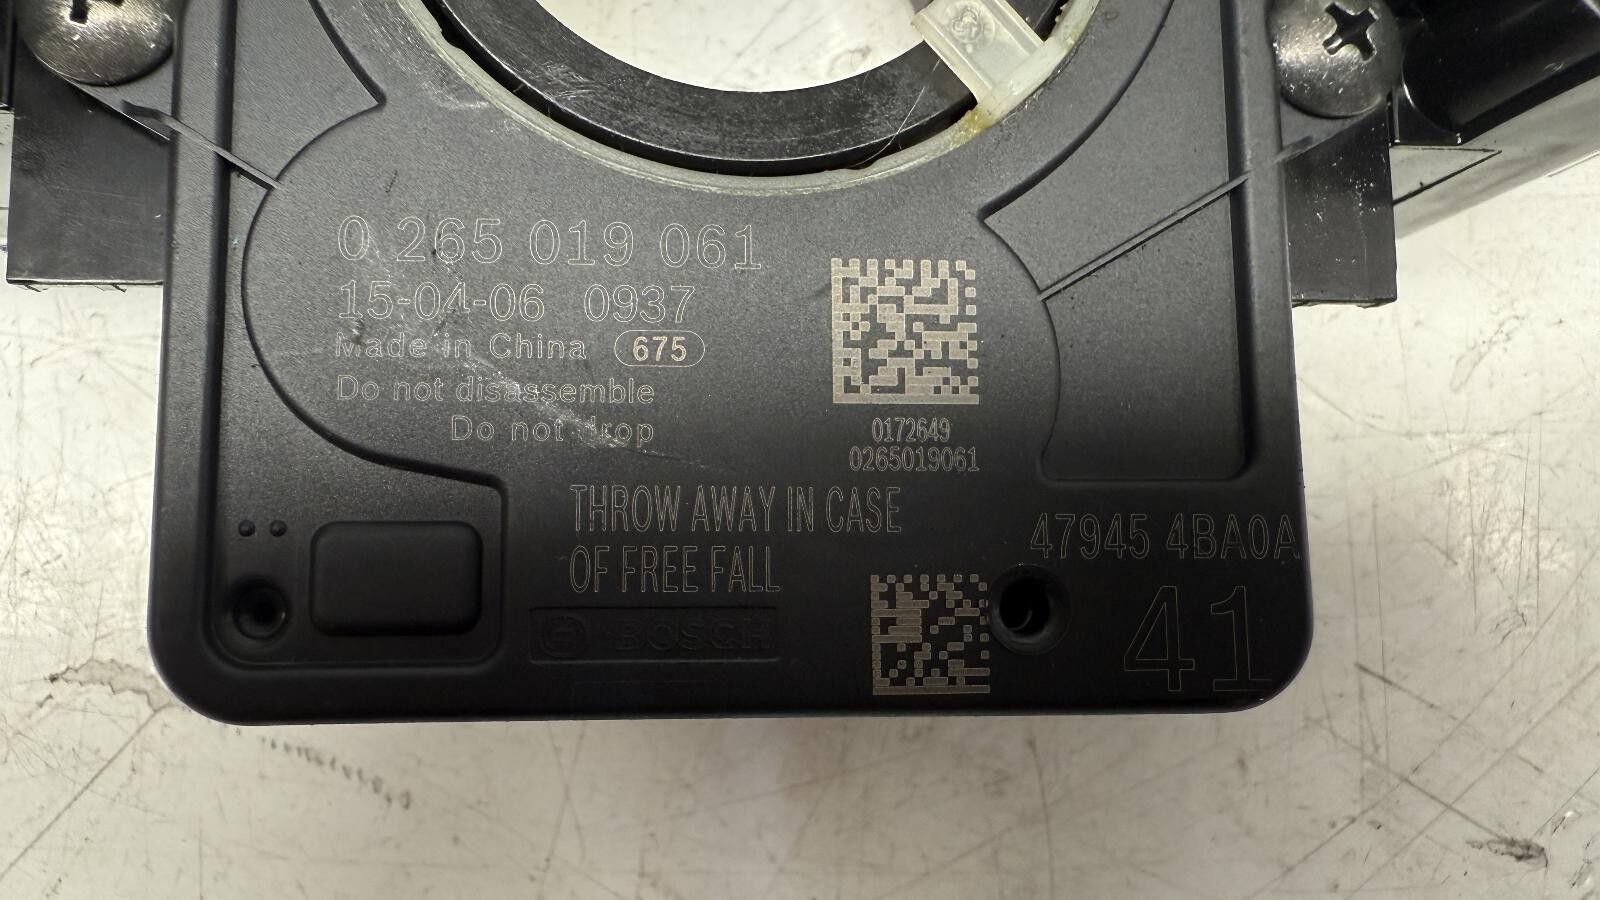 0 265 019 061
15-04-06 0937
Made in China 675
Do not disassemble
Do not drop
0172649
0265019061
THROW AWAY IN CASE
OF FREE FALL
47945 4BA0A
BOSCH
41